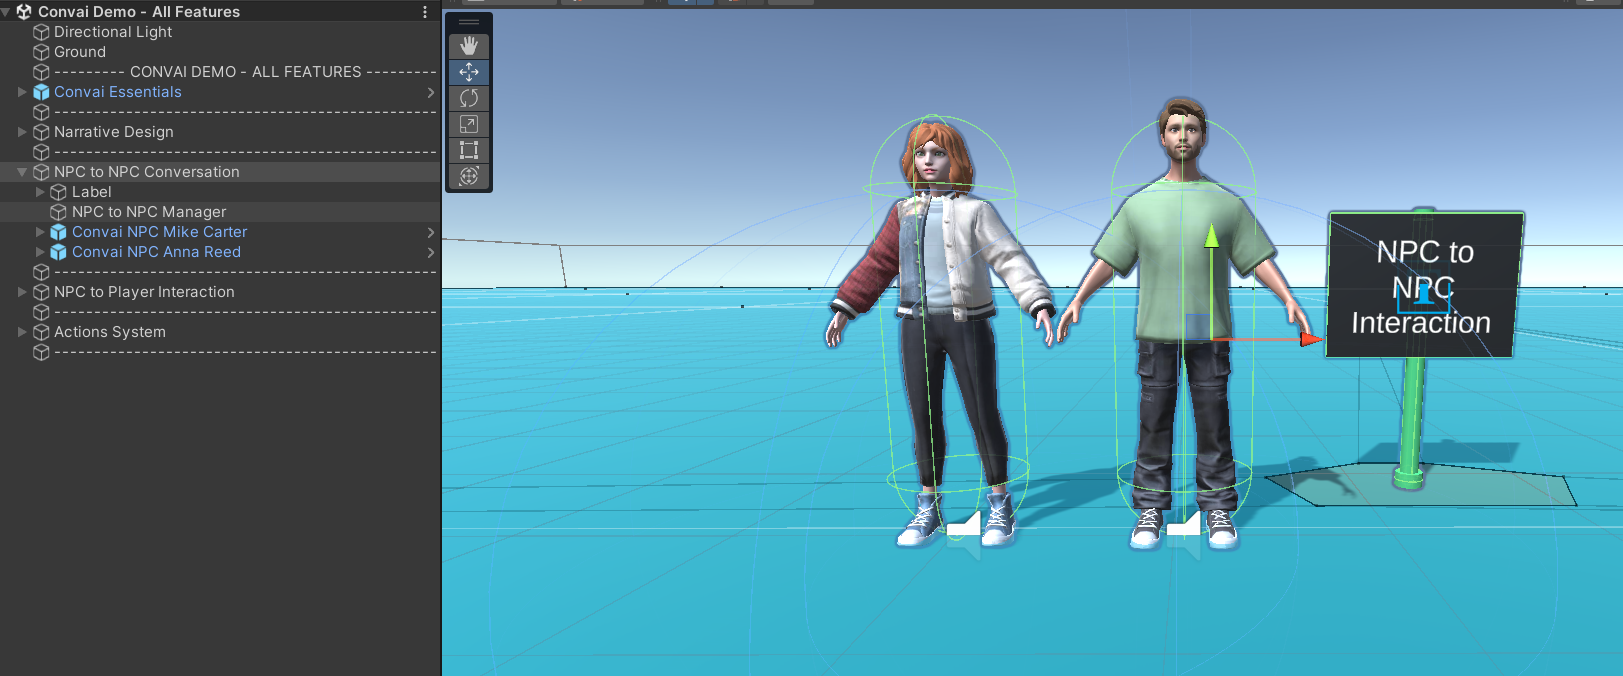 Convai Demo - All Features
Directional Light
Ground
--------- CONVAI DEMO - ALL FEATURES ---------
Convai Essentials
--------------------------------------------------
Narrative Design
--------------------------------------------------
NPC to NPC Conversation
Label
NPC to NPC Manager
Convai NPC Mike Carter
Convai NPC Anna Reed
--------------------------------------------------
NPC to Player Interaction
--------------------------------------------------
Actions System
--------------------------------------------------
NPC to
NPC
Interaction